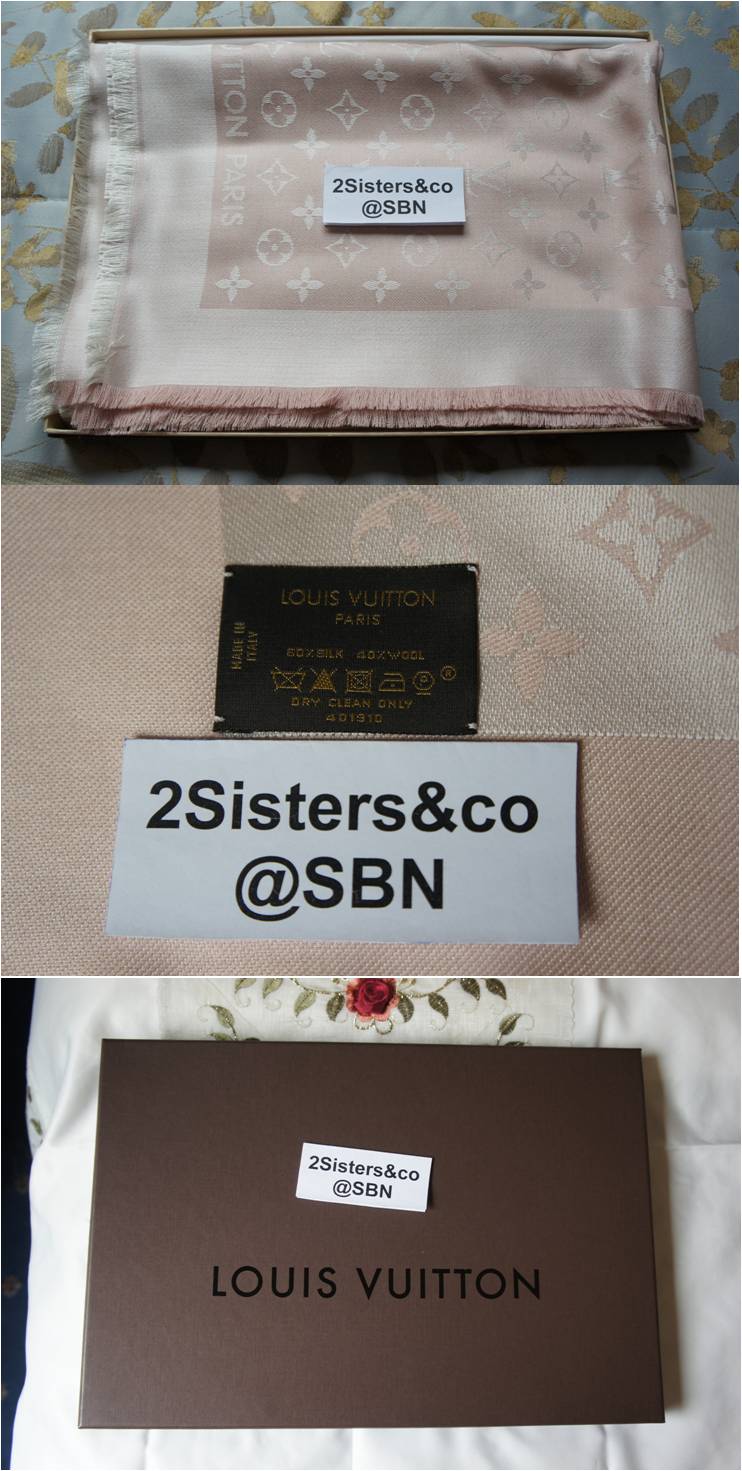 UITTON PARIS
2Sisters&co
@SBN
LOUIS VUITTON
PARIS
MADE IN
ITALY
60%SILK 40%WOOL
DRY CLEAN ONLY
401910
2Sisters&co
@SBN
2Sisters&co
@SBN
LOUIS VUITTON